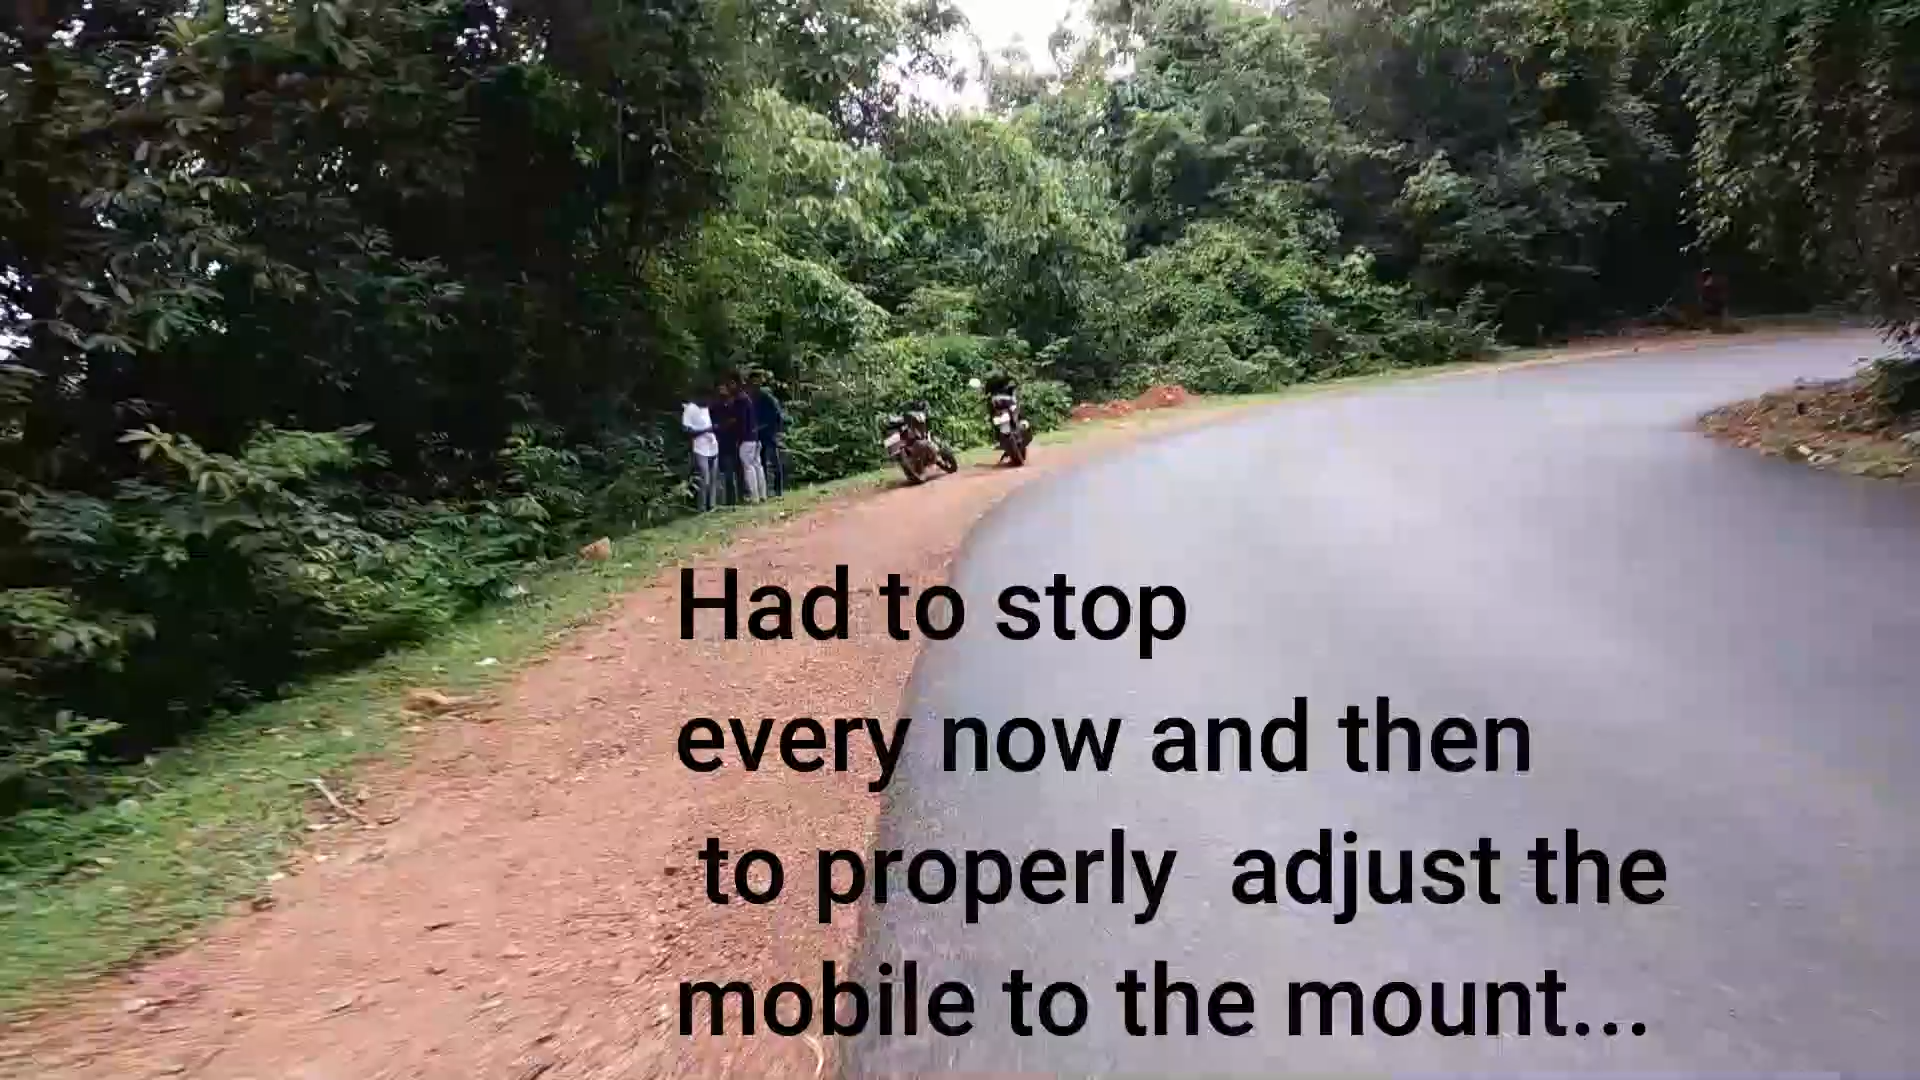 Had to stop
every now and then
to properly  adjust the
mobile to the mount...